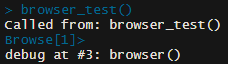 > browser_test()
Called from: browser_test()
Browse[1]>
debug at #3: browser()